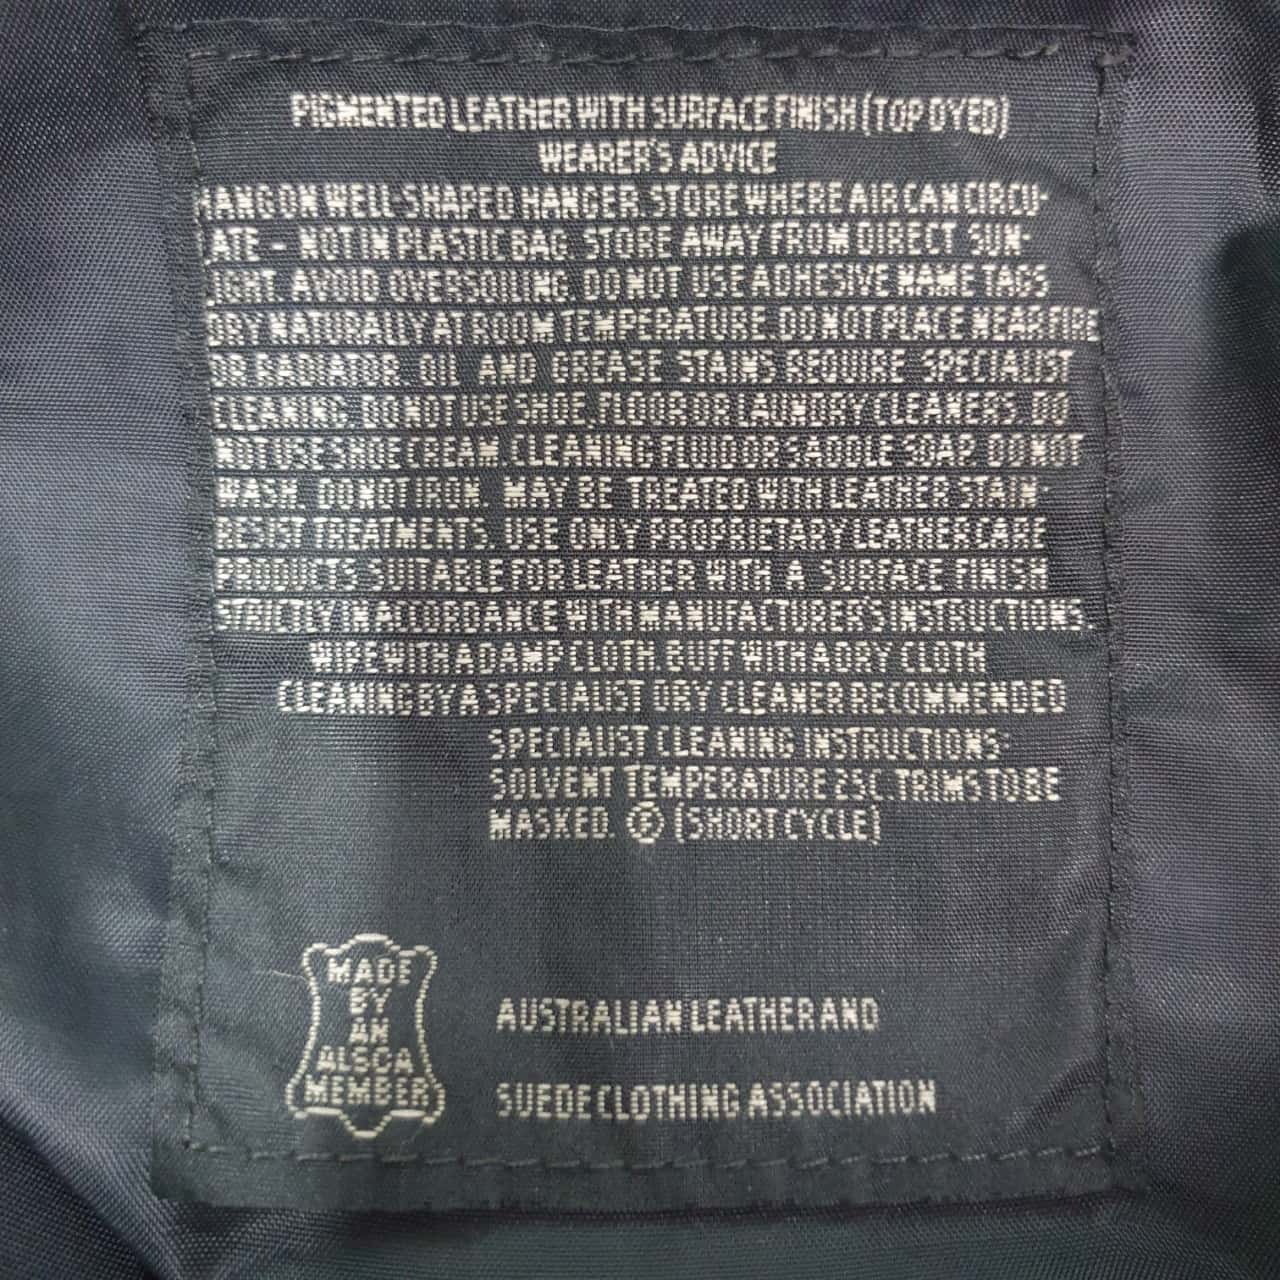 PIGMENTED LEATHER WITH SURFACE FINISH (TOP DYED)
WEARER'S ADVICE
HANG ON WELL-SHAPED HANGER. STORE WHERE AIR CAN CIRCU-
ATE - NOT IN PLASTIC BAG. STORE AWAY FROM DIRECT SUN-
IGHT. AVOID OVERSOILING. DO NOT USE ADHESIVE NAME TAGS
DRY NATURALLY AT ROOM TEMPERATURE. DO NOT PLACE NEAR FIRE
OR RADIATOR. OIL AND GREASE STAINS REQUIRE SPECIALIST
CLEANING. DO NOT USE SHOE, FLOOR OR LAUNDRY CLEANERS. DO
NOT USE SHOE CREAM, CLEANING FLUID OR SADDLE SOAP. DO NOT
WASH. DO NOT IRON. MAY BE TREATED WITH LEATHER STAIN-
RESIST TREATMENTS. USE ONLY PROPRIETARY LEATHER CARE
PRODUCTS SUITABLE FOR LEATHER WITH A SURFACE FINISH
STRICTLY IN ACCORDANCE WITH MANUFACTURER'S INSTRUCTIONS.
WIPE WITH A DAMP CLOTH. BUFF WITH A DRY CLOTH
CLEANING BY A SPECIALIST DRY CLEANER RECOMMENDED
SPECIALIST CLEANING INSTRUCTIONS-
SOLVENT TEMPERATURE 25C. TRIMS TO BE
MASKED. Ⓟ (SHORT CYCLE)
MADE
BY
AN
ALSCA
MEMBER
AUSTRALIAN LEATHER AND
SUEDE CLOTHING ASSOCIATION